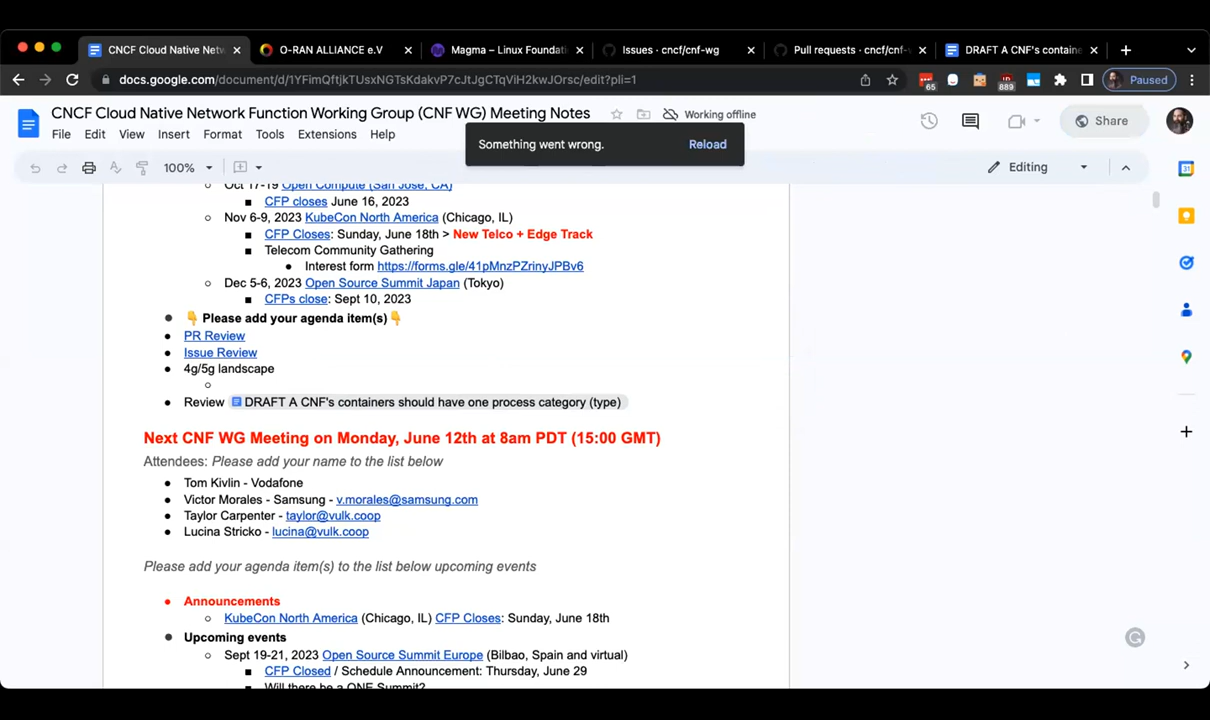 CNCF Cloud Native Netw
O-RAN ALLIANCE e.V
Magma – Linux Foundati
Issues · cncf/cnf-wg
Pull requests · cncf/cnf-
DRAFT A CNF's containe
docs.google.com/document/d/1YFimQftjkTUsxNGTsKdakvP7cJtJgCTqViH2kwJOrsc/edit?pli=1
65
889
Paused
CNCF Cloud Native Network Function Working Group (CNF WG) Meeting Notes
Working offline
Share
File Edit View Insert Format Tools Extensions Help
Something went wrong. Reload
100%
Editing
31
Oct 17-19 Open Compute (San Jose, CA)
CFP closes June 16, 2023
Nov 6-9, 2023 KubeCon North America (Chicago, IL)
CFP Closes: Sunday, June 18th > New Telco + Edge Track
Telecom Community Gathering
Interest form https://forms.gle/41pMnzPZrinyJPBv6
Dec 5-6, 2023 Open Source Summit Japan (Tokyo)
CFPs close: Sept 10, 2023
👇 Please add your agenda item(s)👇
PR Review
Issue Review
4g/5g landscape
Review DRAFT A CNF's containers should have one process category (type)
Next CNF WG Meeting on Monday, June 12th at 8am PDT (15:00 GMT)
Attendees: Please add your name to the list below
Tom Kivlin - Vodafone
Victor Morales - Samsung - v.morales@samsung.com
Taylor Carpenter - taylor@vulk.coop
Lucina Stricko - lucina@vulk.coop
Please add your agenda item(s) to the list below upcoming events
Announcements
KubeCon North America (Chicago, IL) CFP Closes: Sunday, June 18th
Upcoming events
Sept 19-21, 2023 Open Source Summit Europe (Bilbao, Spain and virtual)
CFP Closed / Schedule Announcement: Thursday, June 29
Will there be a ONE Summit?